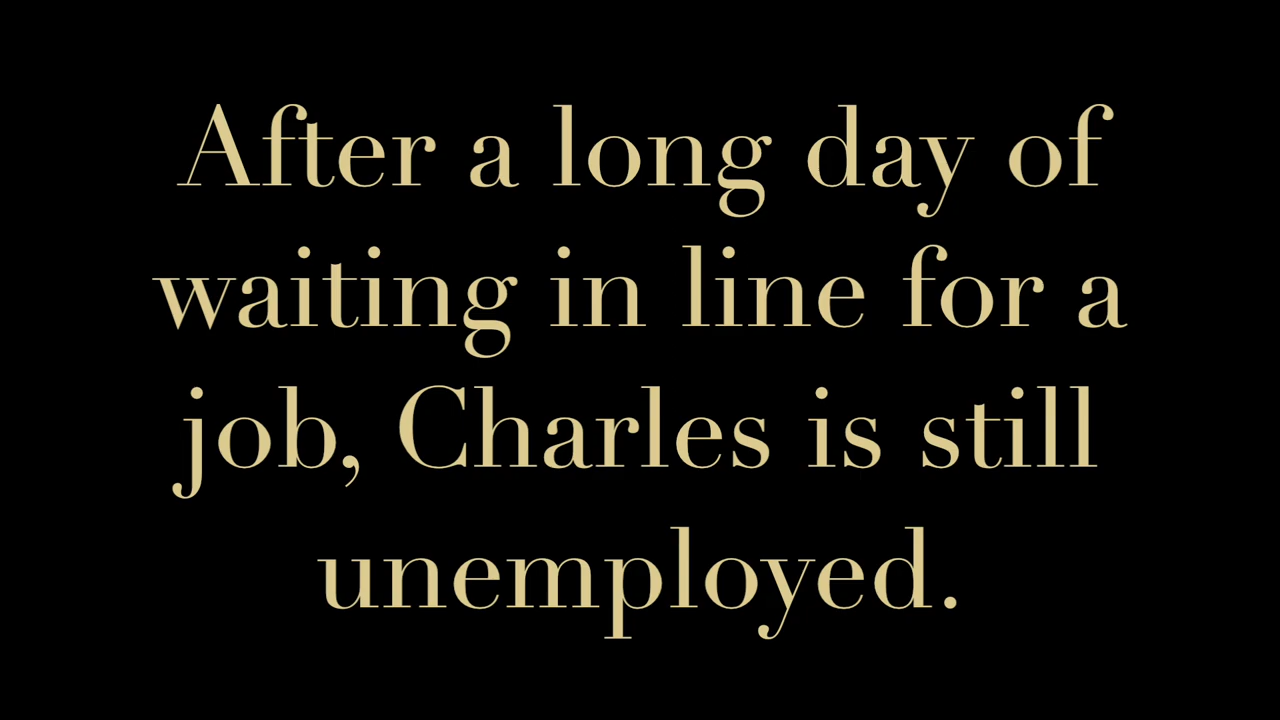 After a long day of
waiting in line for a
job, Charles is still
unemployed.